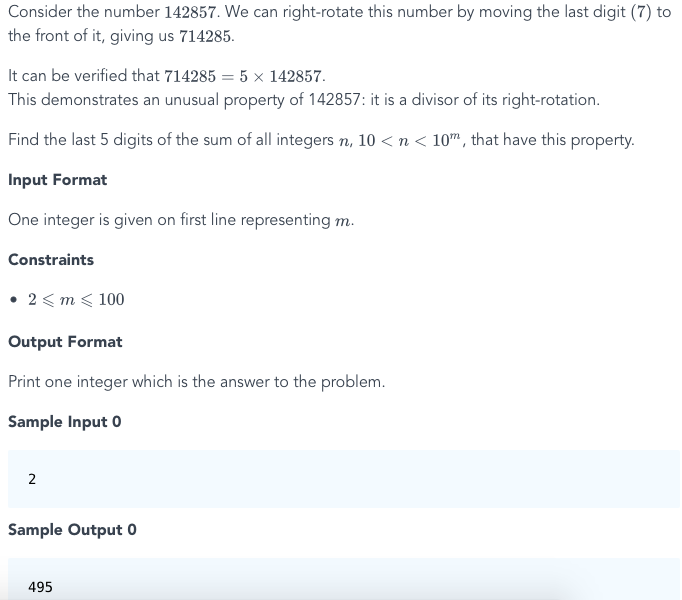 Consider the number 142857. We can right-rotate this number by moving the last digit (7) to
the front of it, giving us 714285.
It can be verified that 714285 = 5 × 142857.
This demonstrates an unusual property of 142857: it is a divisor of its right-rotation.
Find the last 5 digits of the sum of all integers n, 10 < n < 10^m, that have this property.
Input Format
One integer is given on first line representing m.
Constraints
• 2 ⩽ m ⩽ 100
Output Format
Print one integer which is the answer to the problem.
Sample Input 0
2
Sample Output 0
495